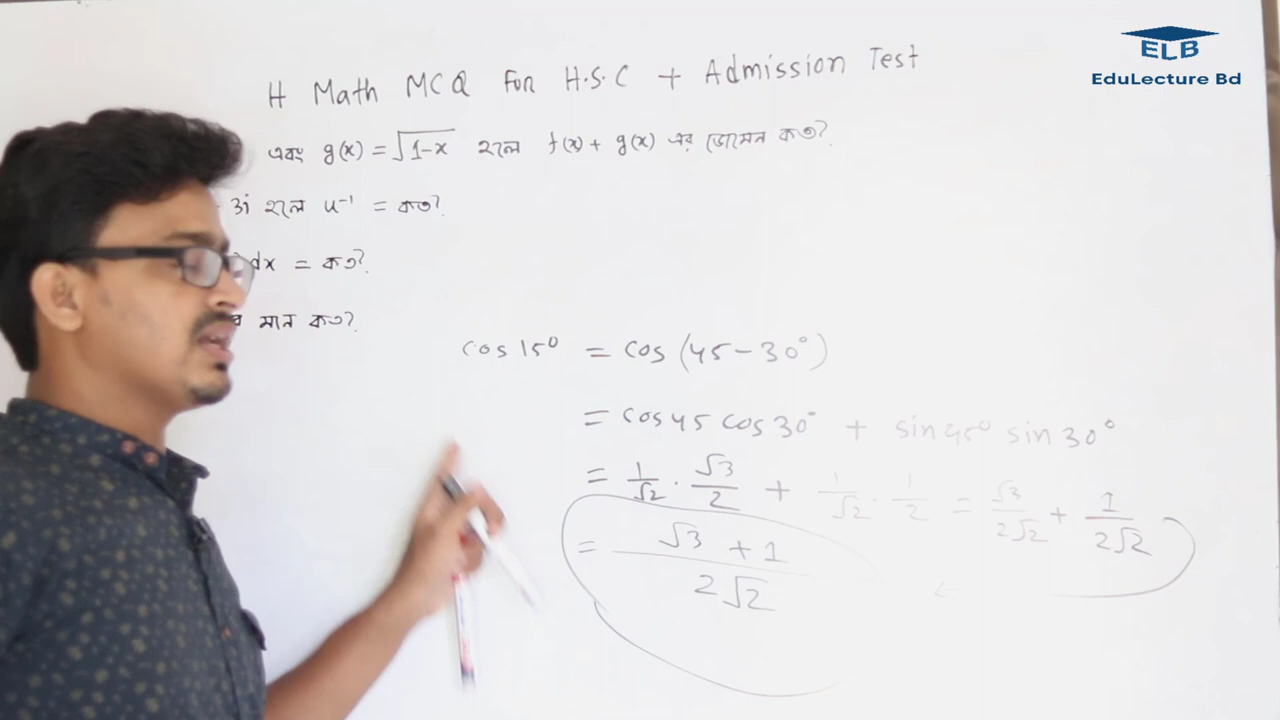 ELB
EduLecture Bd
H Math MCQ For H.S.C + Admission Test
এবং g(x) = √1-x হলে f(x) + g(x) এর ডোমেন কত?
3i হলে u⁻¹ = কত?
dx = কত?
মান কত?
cos 15° = cos (45 - 30°)
= cos 45 cos 30° + sin 45° sin 30°
= 1/√2 · √3/2 + 1/√2 · 1/2 = √3/2√2 + 1/2√2
= √3 + 1/2√2